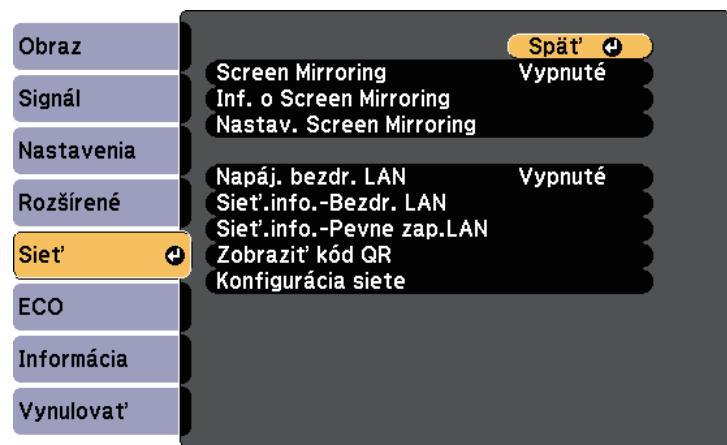 Obraz
Signál
Nastavenia
Rozšírené
Sieť
ECO
Informácia
Vynulovať
Späť
Screen Mirroring Vypnuté
Inf. o Screen Mirroring
Nastav. Screen Mirroring
Napáj. bezdr. LAN Vypnuté
Sieť.info.-Bezdr. LAN
Sieť.info.-Pevne zap.LAN
Zobraziť kód QR
Konfigurácia siete